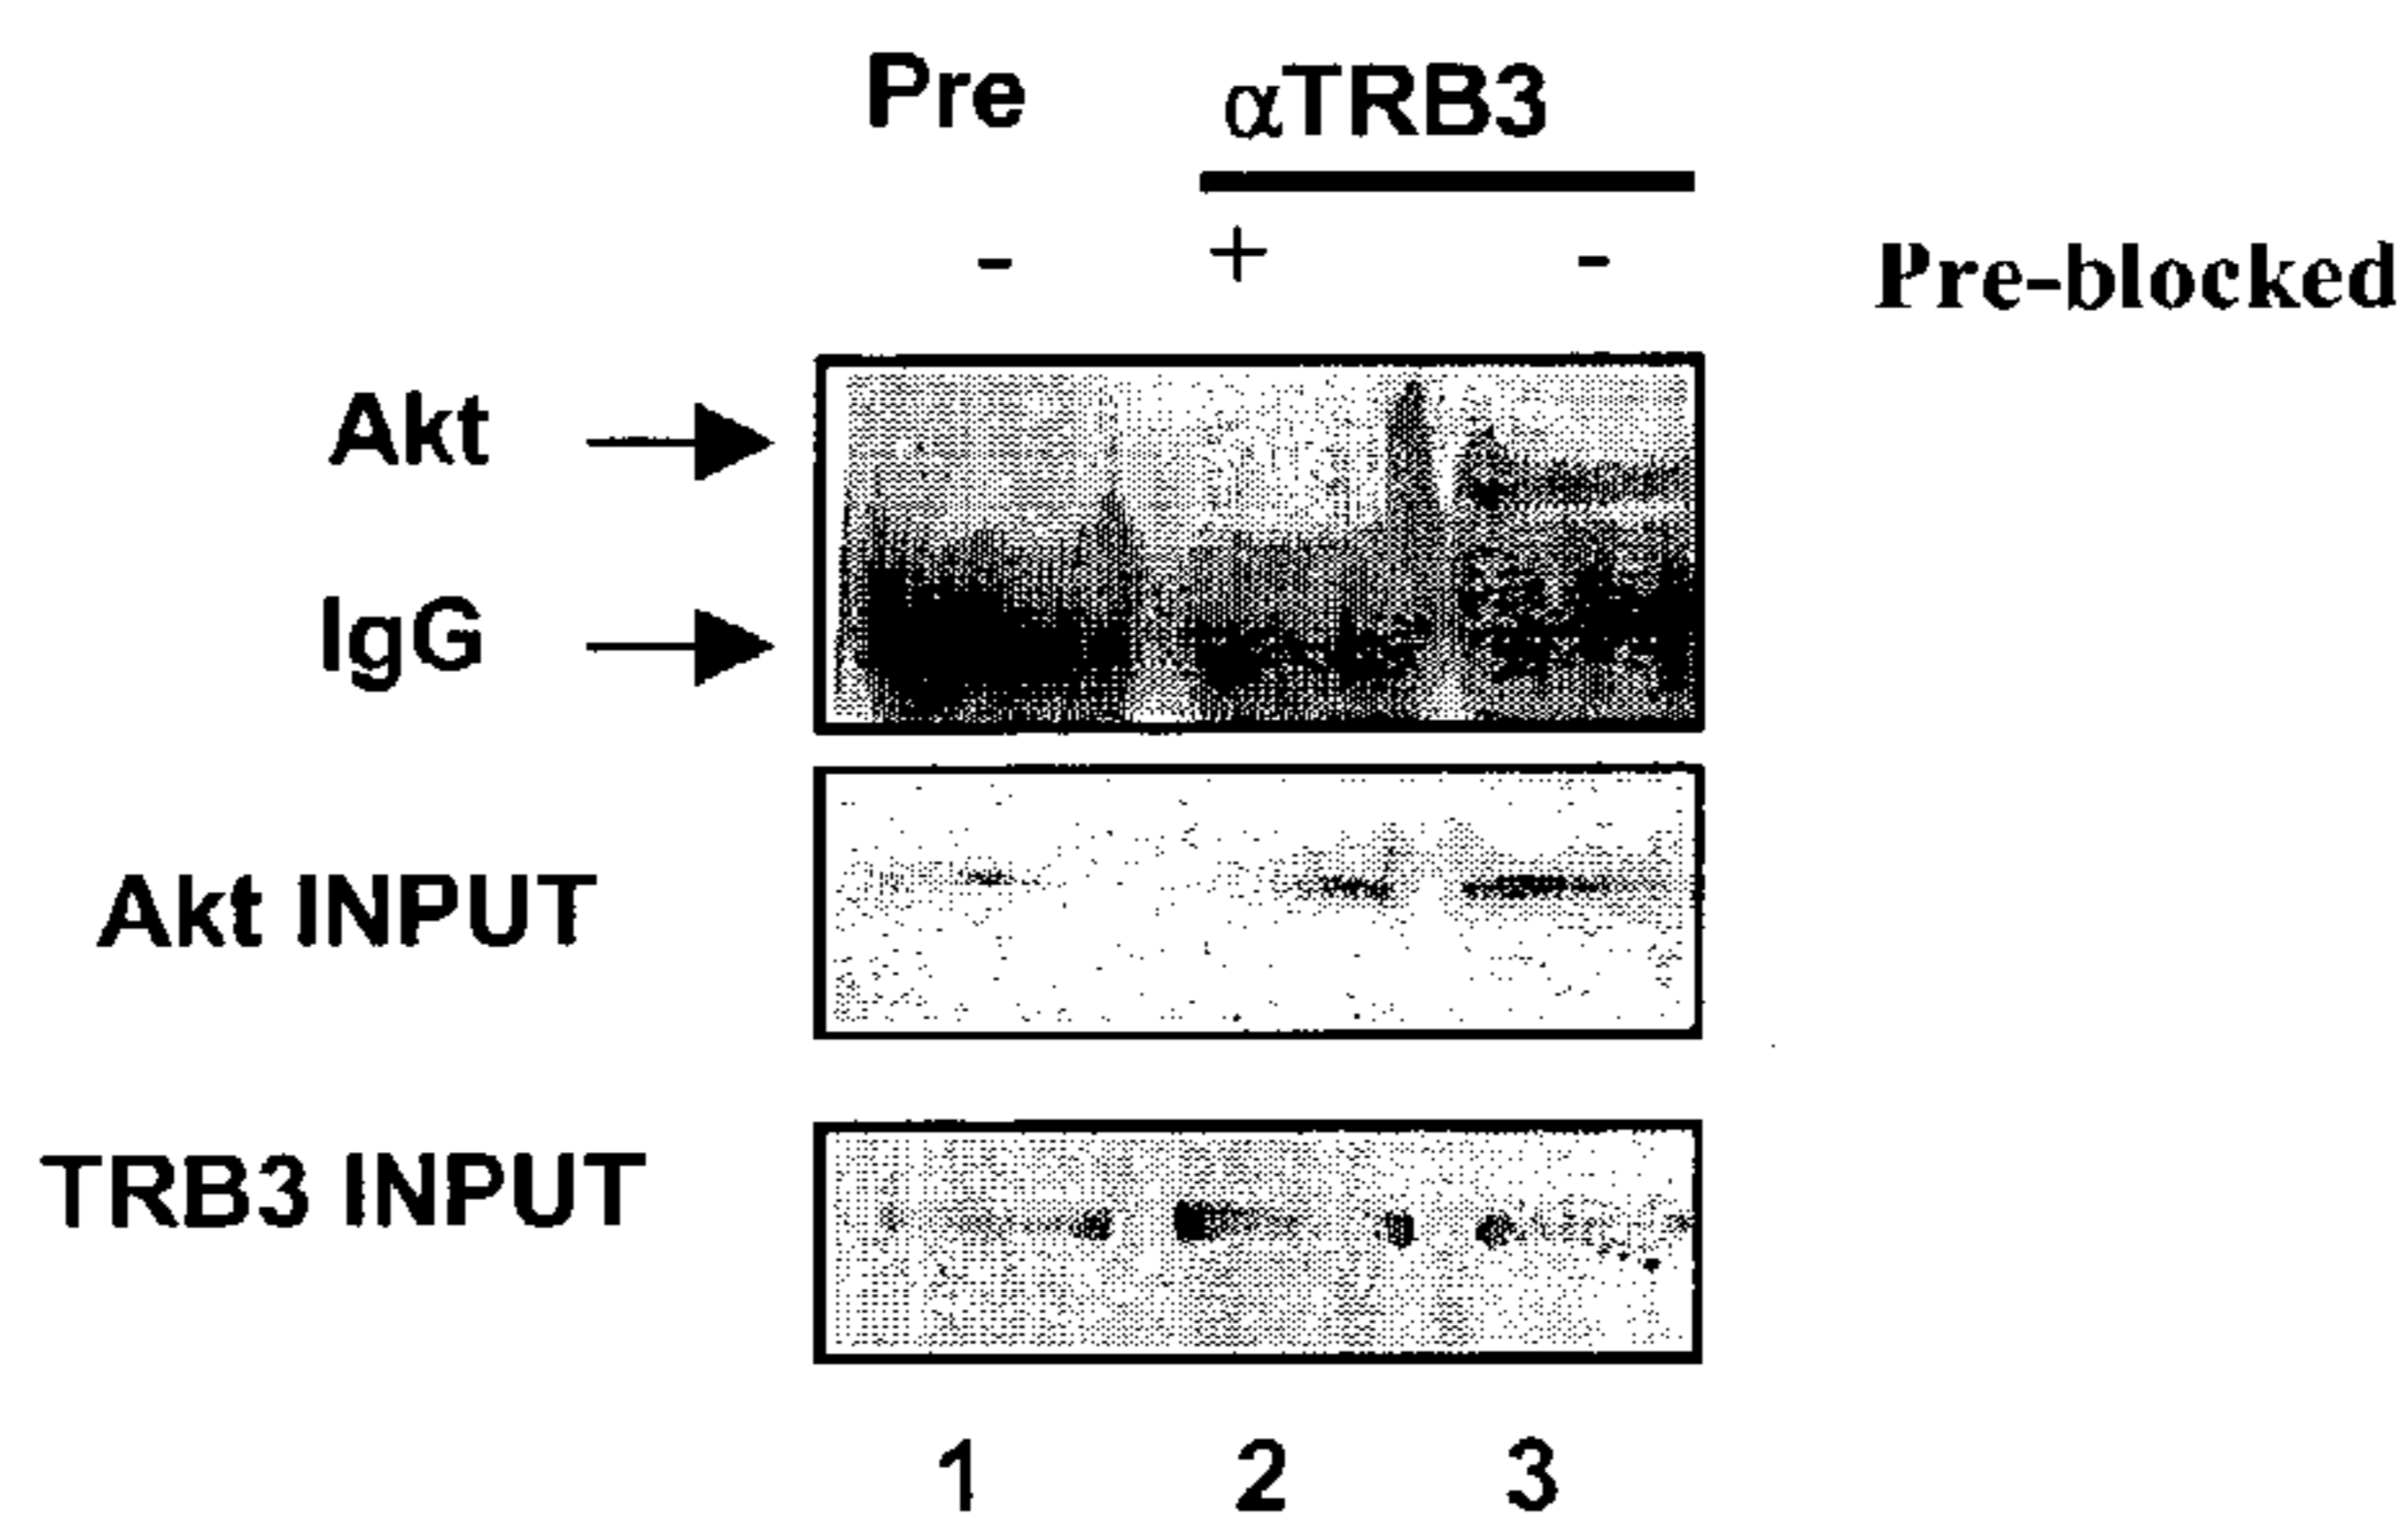 Pre αTRB3
- + - Pre-blocked
Akt
IgG
Akt INPUT
TRB3 INPUT
1 2 3